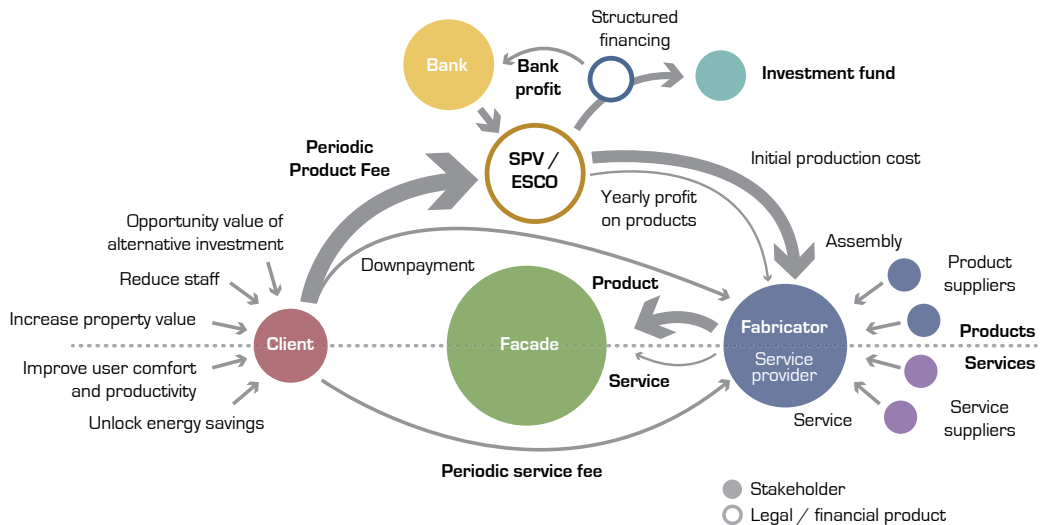 Structured
financing
Bank
Bank
profit
Investment fund
Periodic
Product Fee
SPV /
ESCO
Initial production cost
Yearly profit
on products
Opportunity value of
alternative investment
Downpayment
Assembly
Reduce staff
Product
Product
suppliers
Increase property value
Client
Facade
Fabricator
Service
provider
Products
Services
Improve user comfort
and productivity
Service
Unlock energy savings
Service
Service
suppliers
Periodic service fee
Stakeholder
Legal / financial product